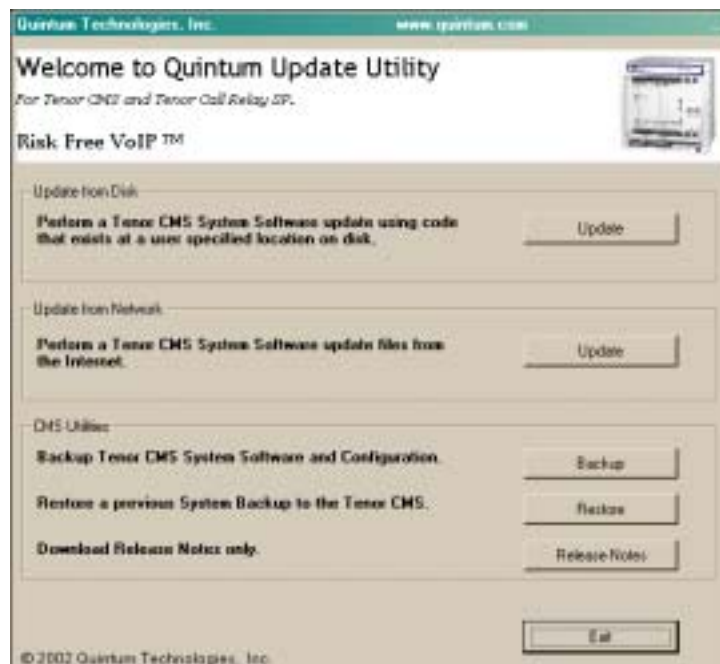 Quintum Technologies, Inc. www.quintum.com
Welcome to Quintum Update Utility
For Tenor CMS and Tenor Call Relay SP.
Risk Free VoIP TM
Update from Disk
Perform a Tenor CMS System Software update using code
that exists at a user specified location on disk.
Update
Update from Network
Perform a Tenor CMS System Software update files from
the Internet.
Update
CMS Utilities
Backup Tenor CMS System Software and Configuration.
Backup
Restore a previous System Backup to the Tenor CMS.
Restore
Download Release Notes only.
Release Notes
Exit
© 2002 Quintum Technologies, Inc.